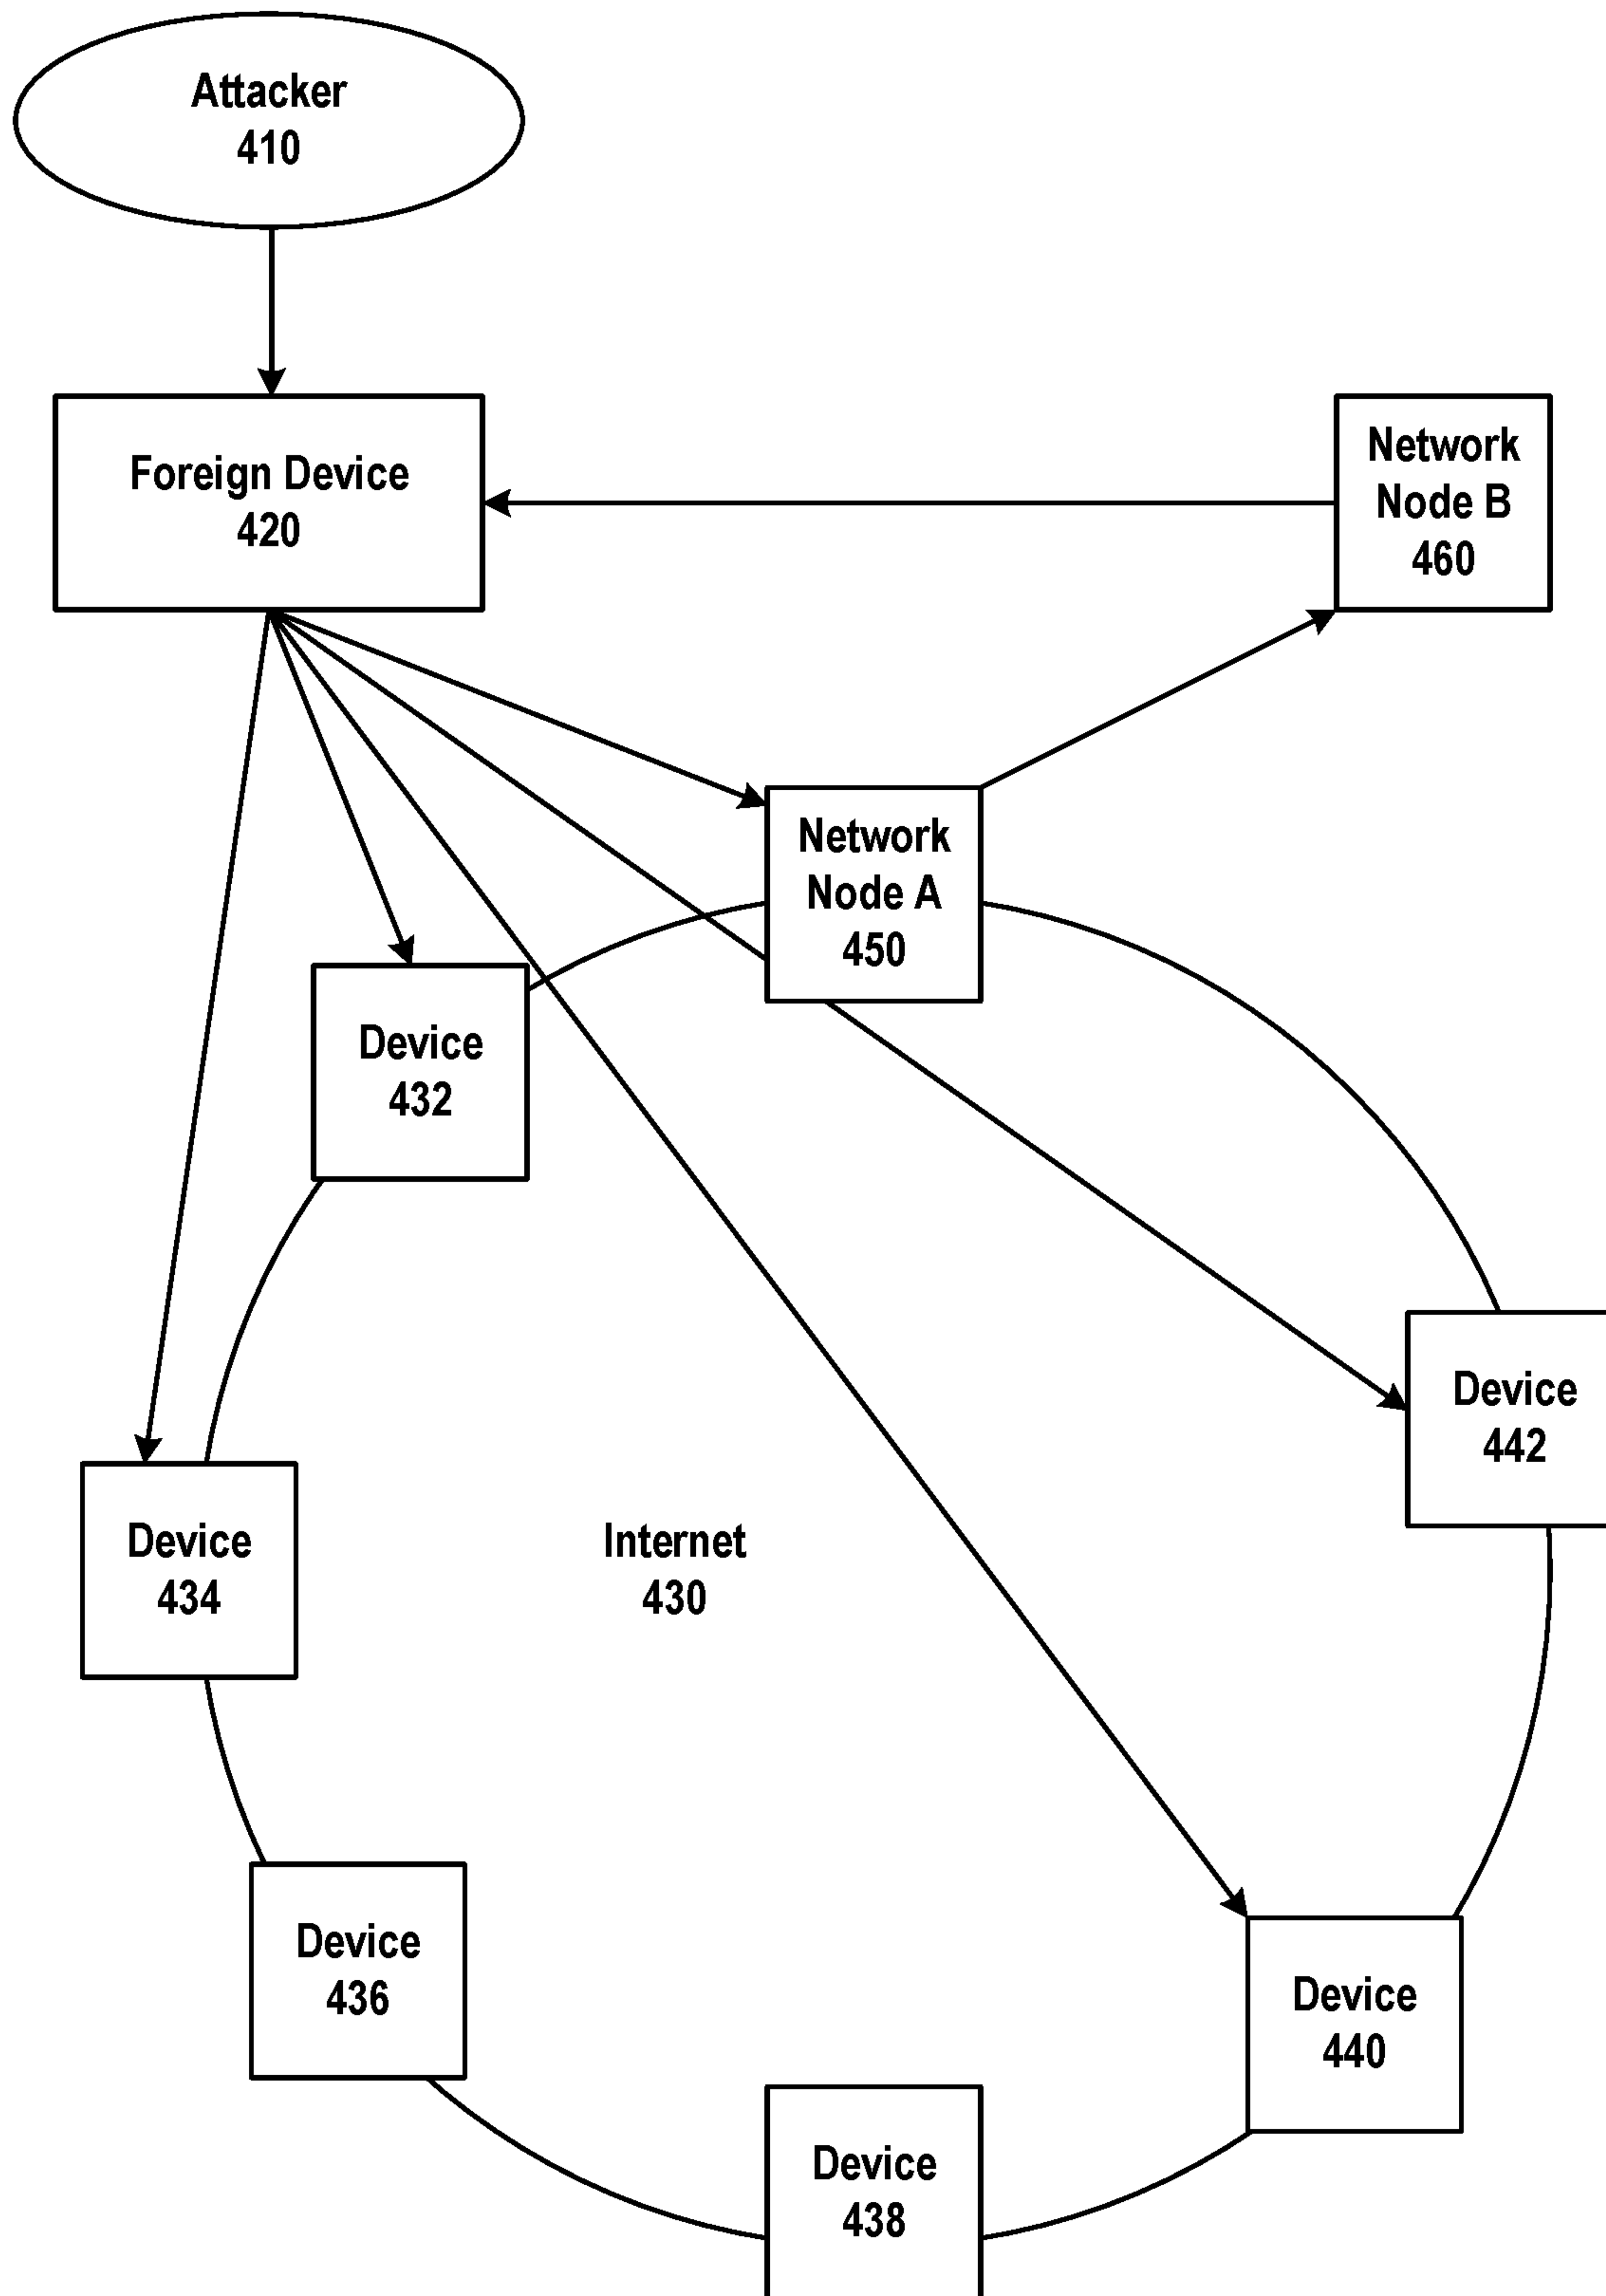 Attacker
410
Foreign Device
420
Network
Node B
460
Network
Node A
450
Device
432
Device
442
Device
434
Internet
430
Device
436
Device
440
Device
438